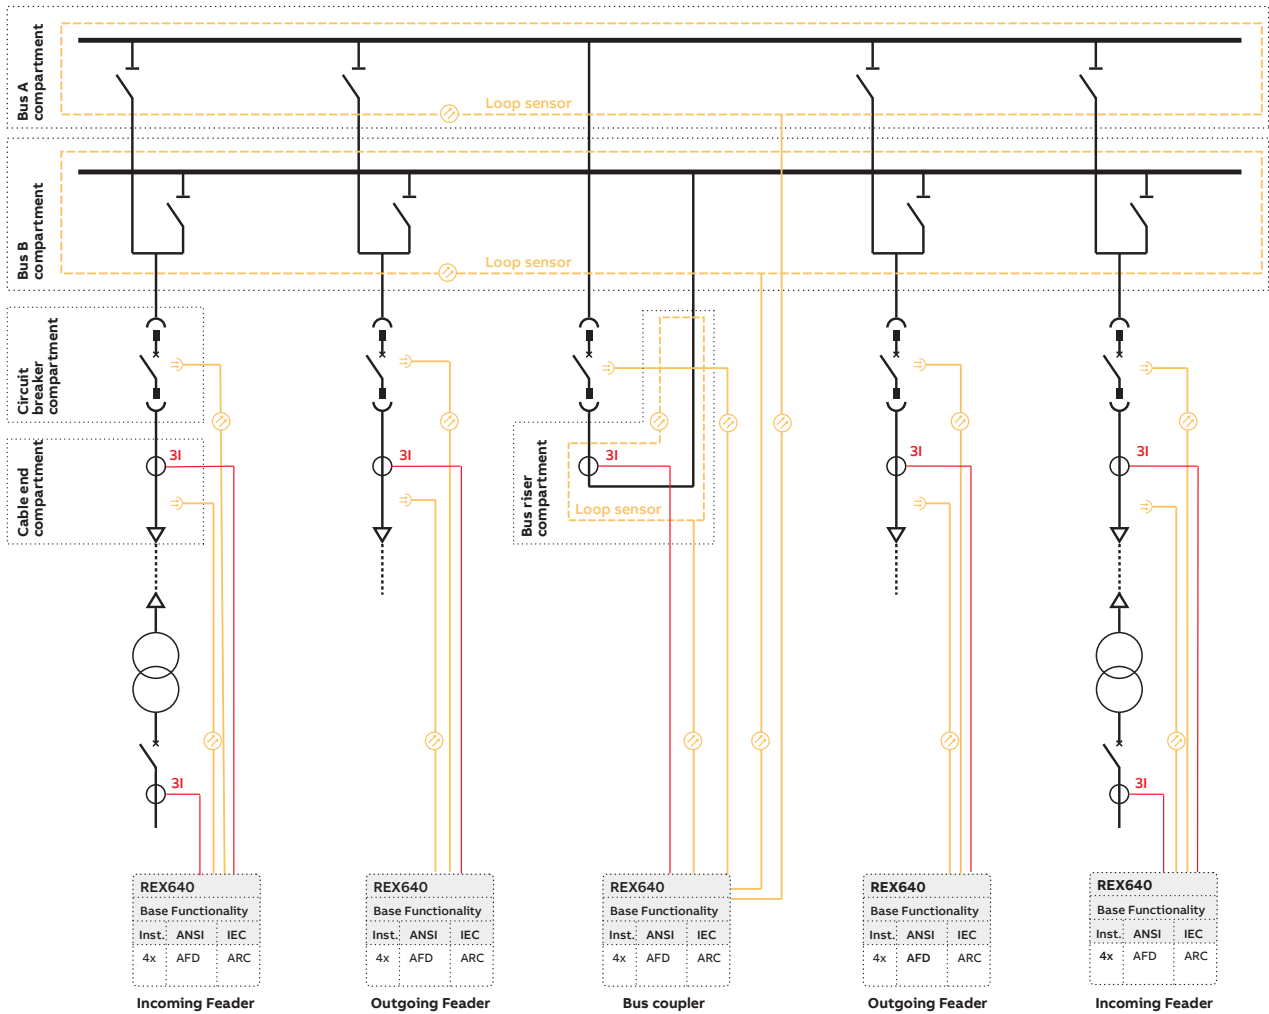 Bus A
compartment
Loop sensor
Bus B
compartment
Loop sensor
Circuit
breaker
compartment
Cable end
compartment
3I
3I
Bus riser
compartment
3I
Loop sensor
3I
3I
3I
3I
REX640
Base Functionality
Inst. ANSI IEC
4x AFD ARC
Incoming Feader
REX640
Base Functionality
Inst. ANSI IEC
4x AFD ARC
Outgoing Feader
REX640
Base Functionality
Inst. ANSI IEC
4x AFD ARC
Bus coupler
REX640
Base Functionality
Inst. ANSI IEC
4x AFD ARC
Outgoing Feader
REX640
Base Functionality
Inst. ANSI IEC
4x AFD ARC
Incoming Feader